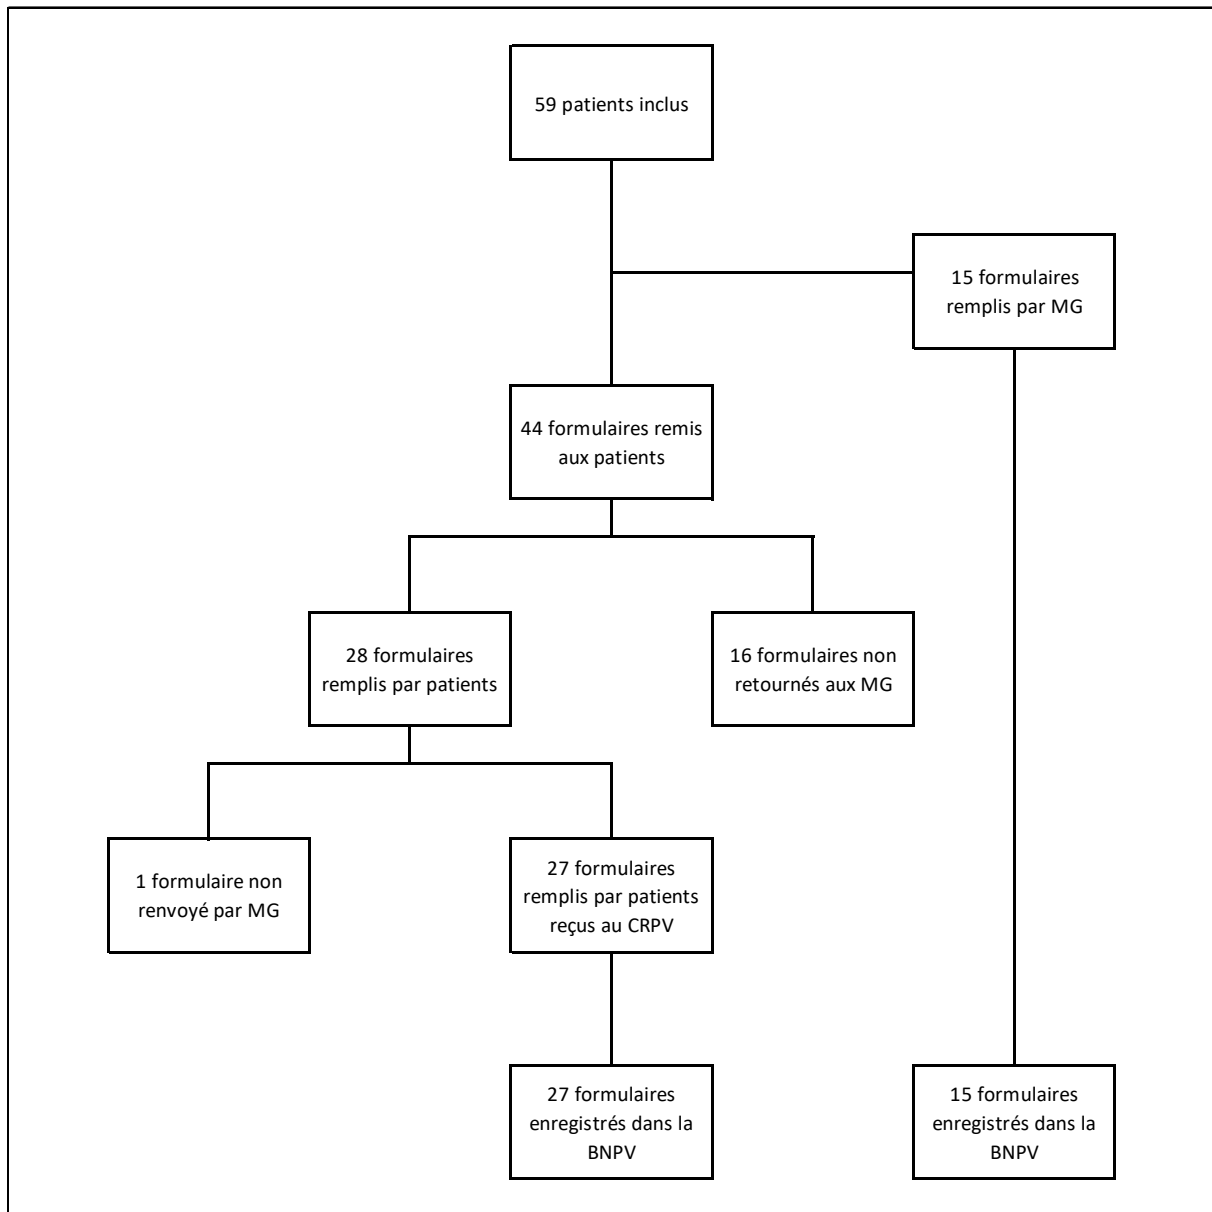 59 patients inclus
15 formulaires
remplis par MG
44 formulaires remis
aux patients
28 formulaires
remplis par patients
16 formulaires non
retournés aux MG
1 formulaire non
renvoyé par MG
27 formulaires
remplis par patients
reçus au CRPV
27 formulaires
enregistrés dans la
BNPV
15 formulaires
enregistrés dans la
BNPV